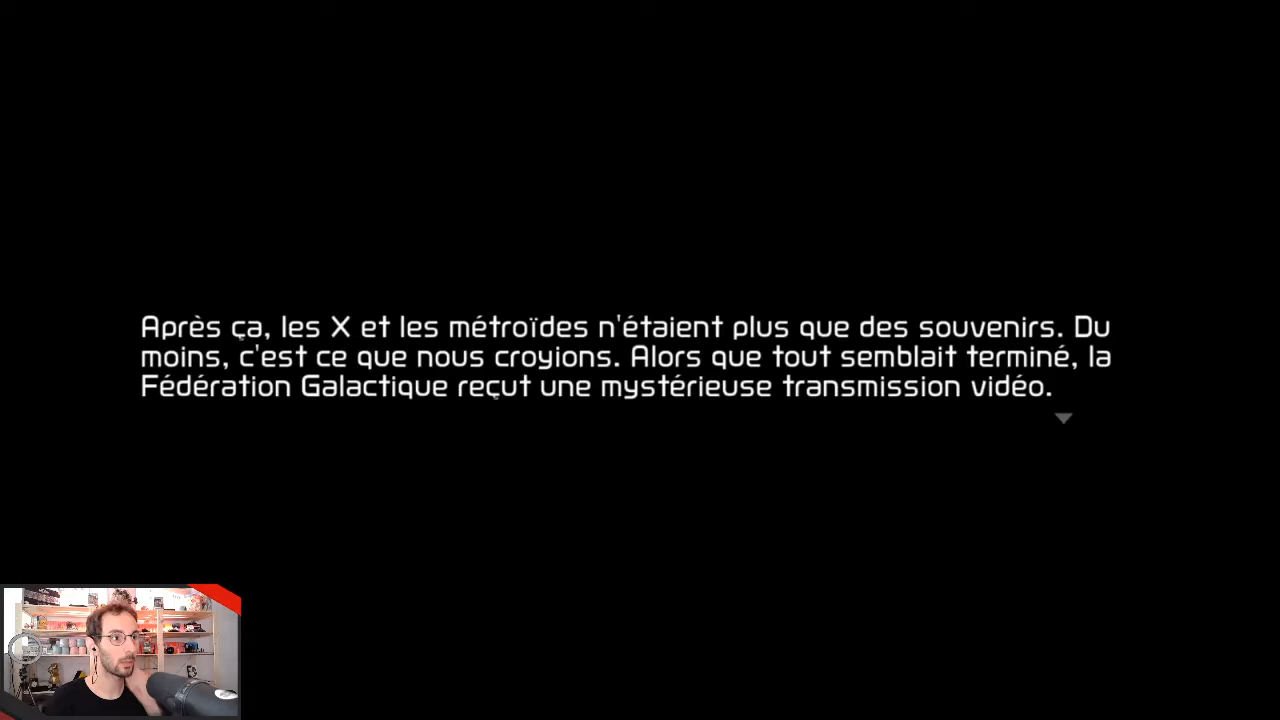 Après ça, les X et les métroïdes n'étaient plus que des souvenirs. Du
moins, c'est ce que nous croyions. Alors que tout semblait terminé, la
Fédération Galactique reçut une mystérieuse transmission vidéo.